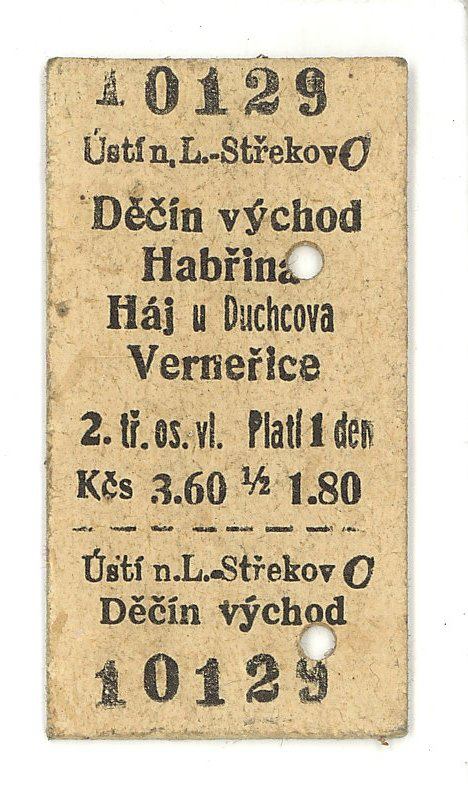 10129
Ústí n. L.-Střekov O
Děčín východ
Habřina
Háj u Duchcova
Verneřice
2. tř. os. vl. Platí 1 den
Kčs 3.60 ½ 1.80
Ústí n.L.-Střekov O
Děčín východ
10129